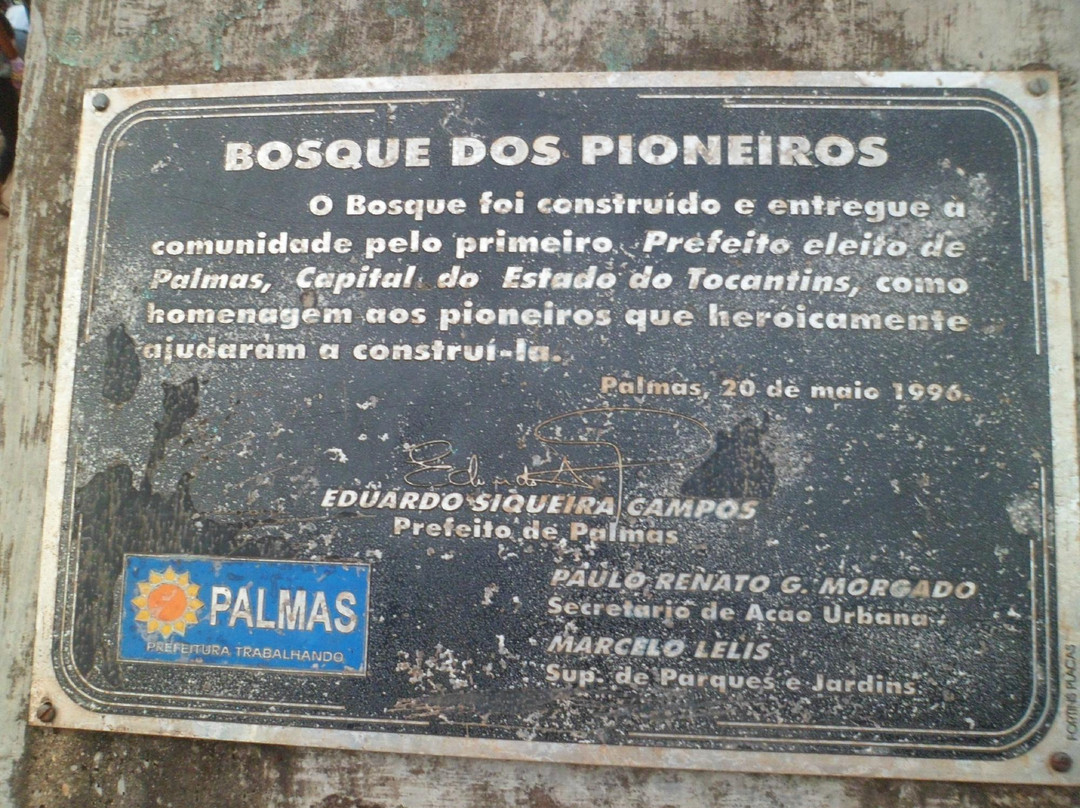 BOSQUE DOS PIONEIROS
O Bosque foi construído e entregue a
comunidade pelo primeiro Prefeito eleito de
Palmas, Capital do Estado do Tocantins, como
homenagem aos pioneiros que heróicamente
ajudaram a construí-la.
Palmas, 20 de maio 1996.
EDUARDO SIQUEIRA CAMPOS
Prefeito de Palmas
PAULO RENATO G. MORGADO
Secretario de Acao Urbana
MARCELO LELIS
Sup. de Parques e Jardins
PALMAS
PREFEITURA TRABALHANDO
PLACAS